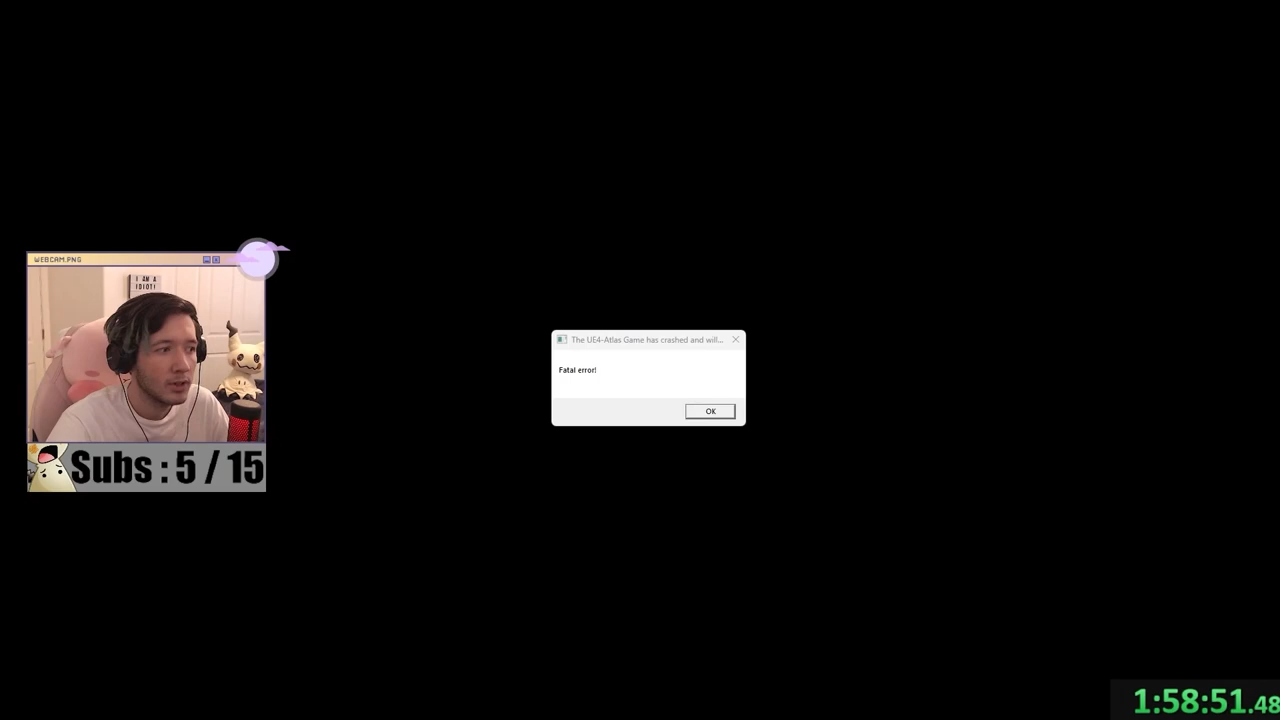 WEBCAM.PNG
I AM A
IDIOT!
The UE4-Atlas Game has crashed and will...
Fatal error!
OK
Subs : 5 / 15
1:58:51.48